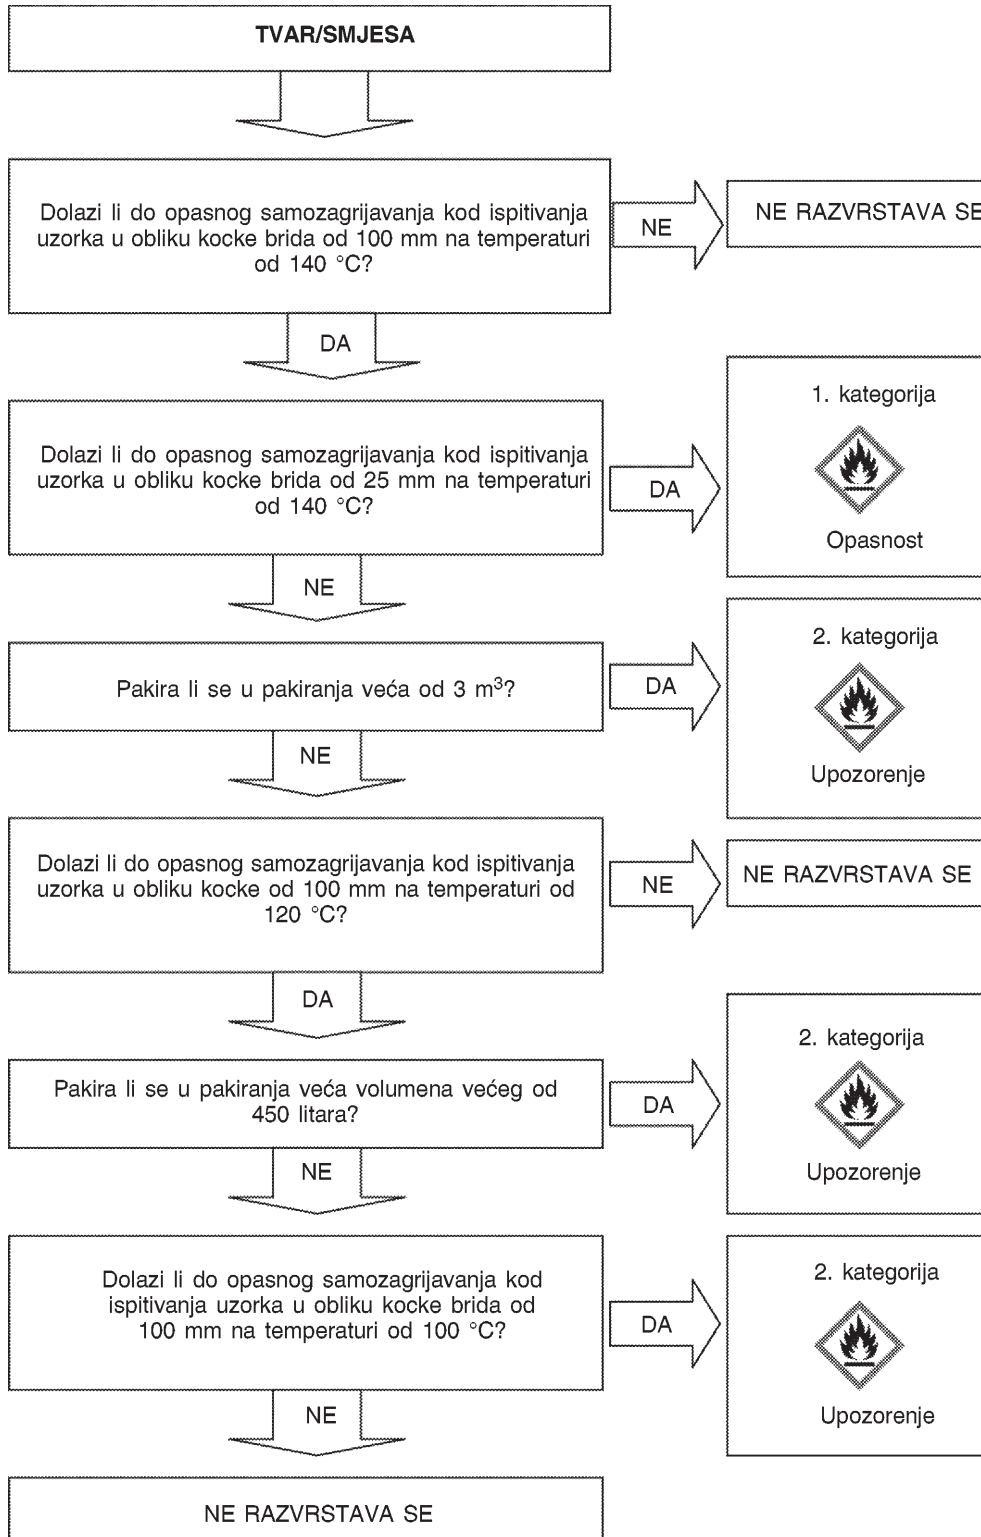 TVAR/SMJESA
Dolazi li do opasnog samozagrijavanja kod ispitivanja
uzorka u obliku kocke brida od 100 mm na temperaturi
od 140 °C?
NE
NE RAZVRSTAVA SE
DA
Dolazi li do opasnog samozagrijavanja kod ispitivanja
uzorka u obliku kocke brida od 25 mm na temperaturi
od 140 °C?
DA
1. kategorija
Opasnost
NE
Pakira li se u pakiranja veća od 3 m³?
DA
2. kategorija
Upozorenje
NE
Dolazi li do opasnog samozagrijavanja kod ispitivanja
uzorka u obliku kocke od 100 mm na temperaturi od
120 °C?
NE
NE RAZVRSTAVA SE
DA
Pakira li se u pakiranja veća volumena većeg od
450 litara?
DA
2. kategorija
Upozorenje
NE
Dolazi li do opasnog samozagrijavanja kod
ispitivanja uzorka u obliku kocke brida od
100 mm na temperaturi od 100 °C?
DA
2. kategorija
Upozorenje
NE
NE RAZVRSTAVA SE